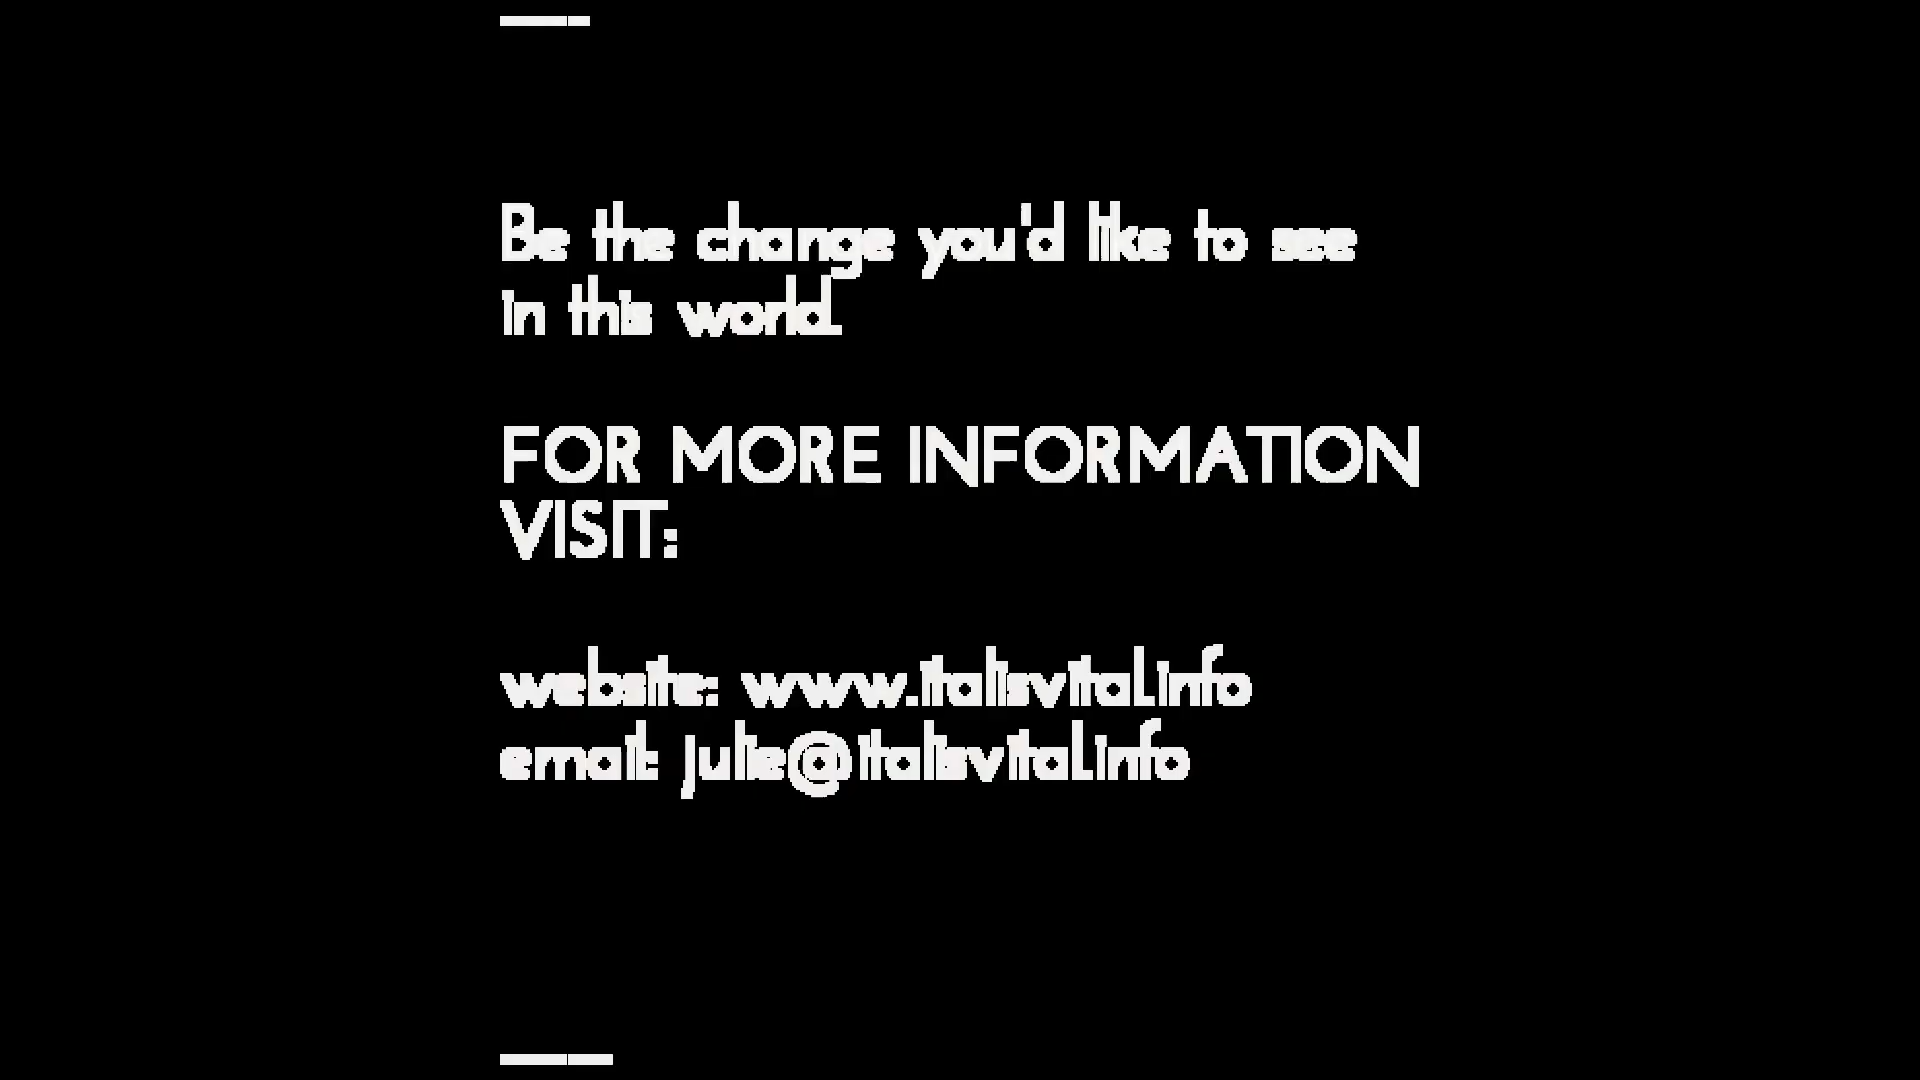 Be the change you'd like to see
in this world.
FOR MORE INFORMATION
VISIT:
website: www.italisvital.info
email: julie@italisvital.info